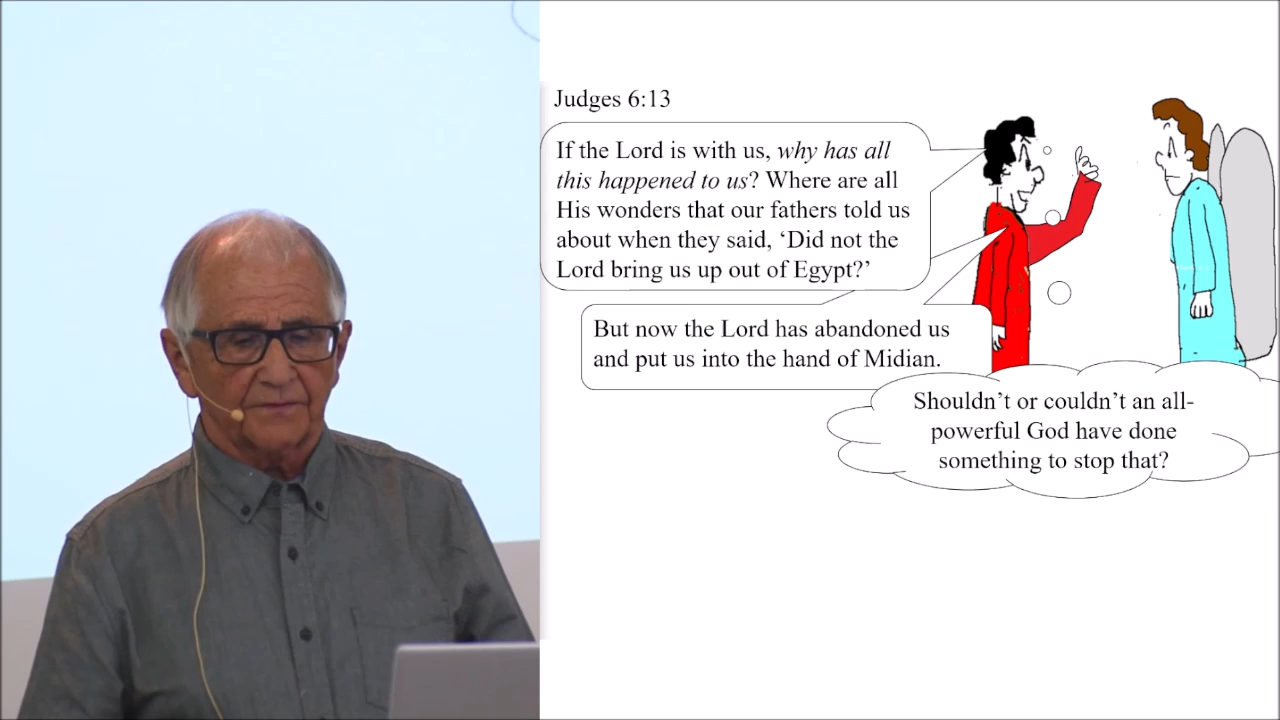 Judges 6:13
If the Lord is with us, why has all
this happened to us? Where are all
His wonders that our fathers told us
about when they said, ‘Did not the
Lord bring us up out of Egypt?’
But now the Lord has abandoned us
and put us into the hand of Midian.
Shouldn’t or couldn’t an all-
powerful God have done
something to stop that?